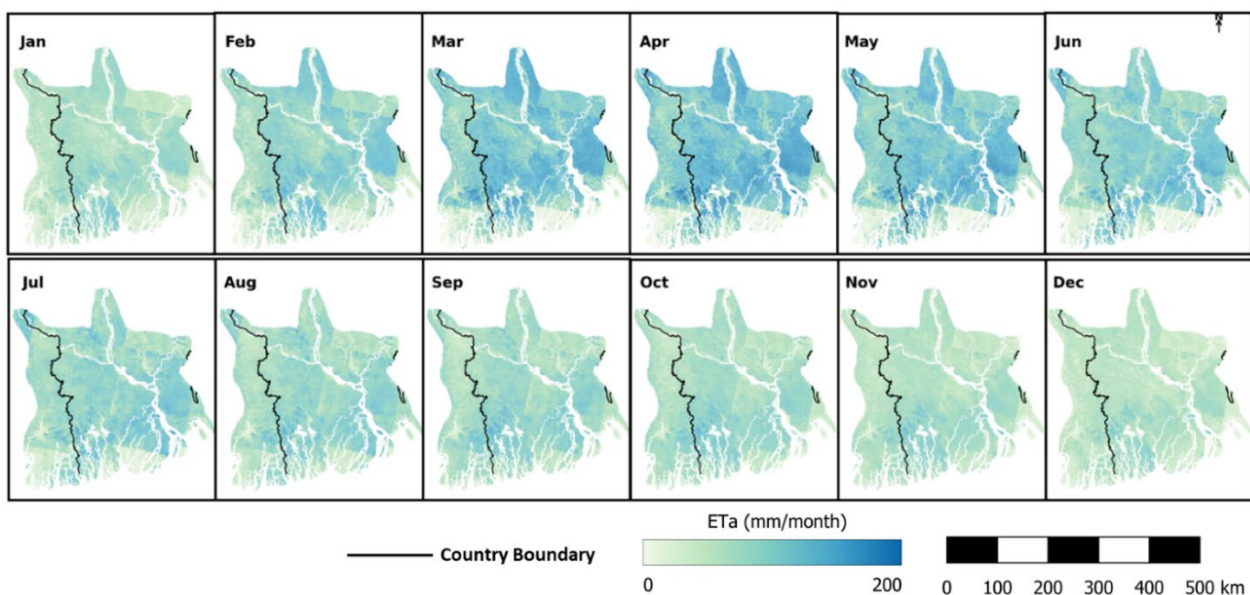 Jan Feb Mar Apr May Jun
N
Jul Aug Sep Oct Nov Dec
ETa (mm/month)
Country Boundary
0 200
0 100 200 300 400 500 km